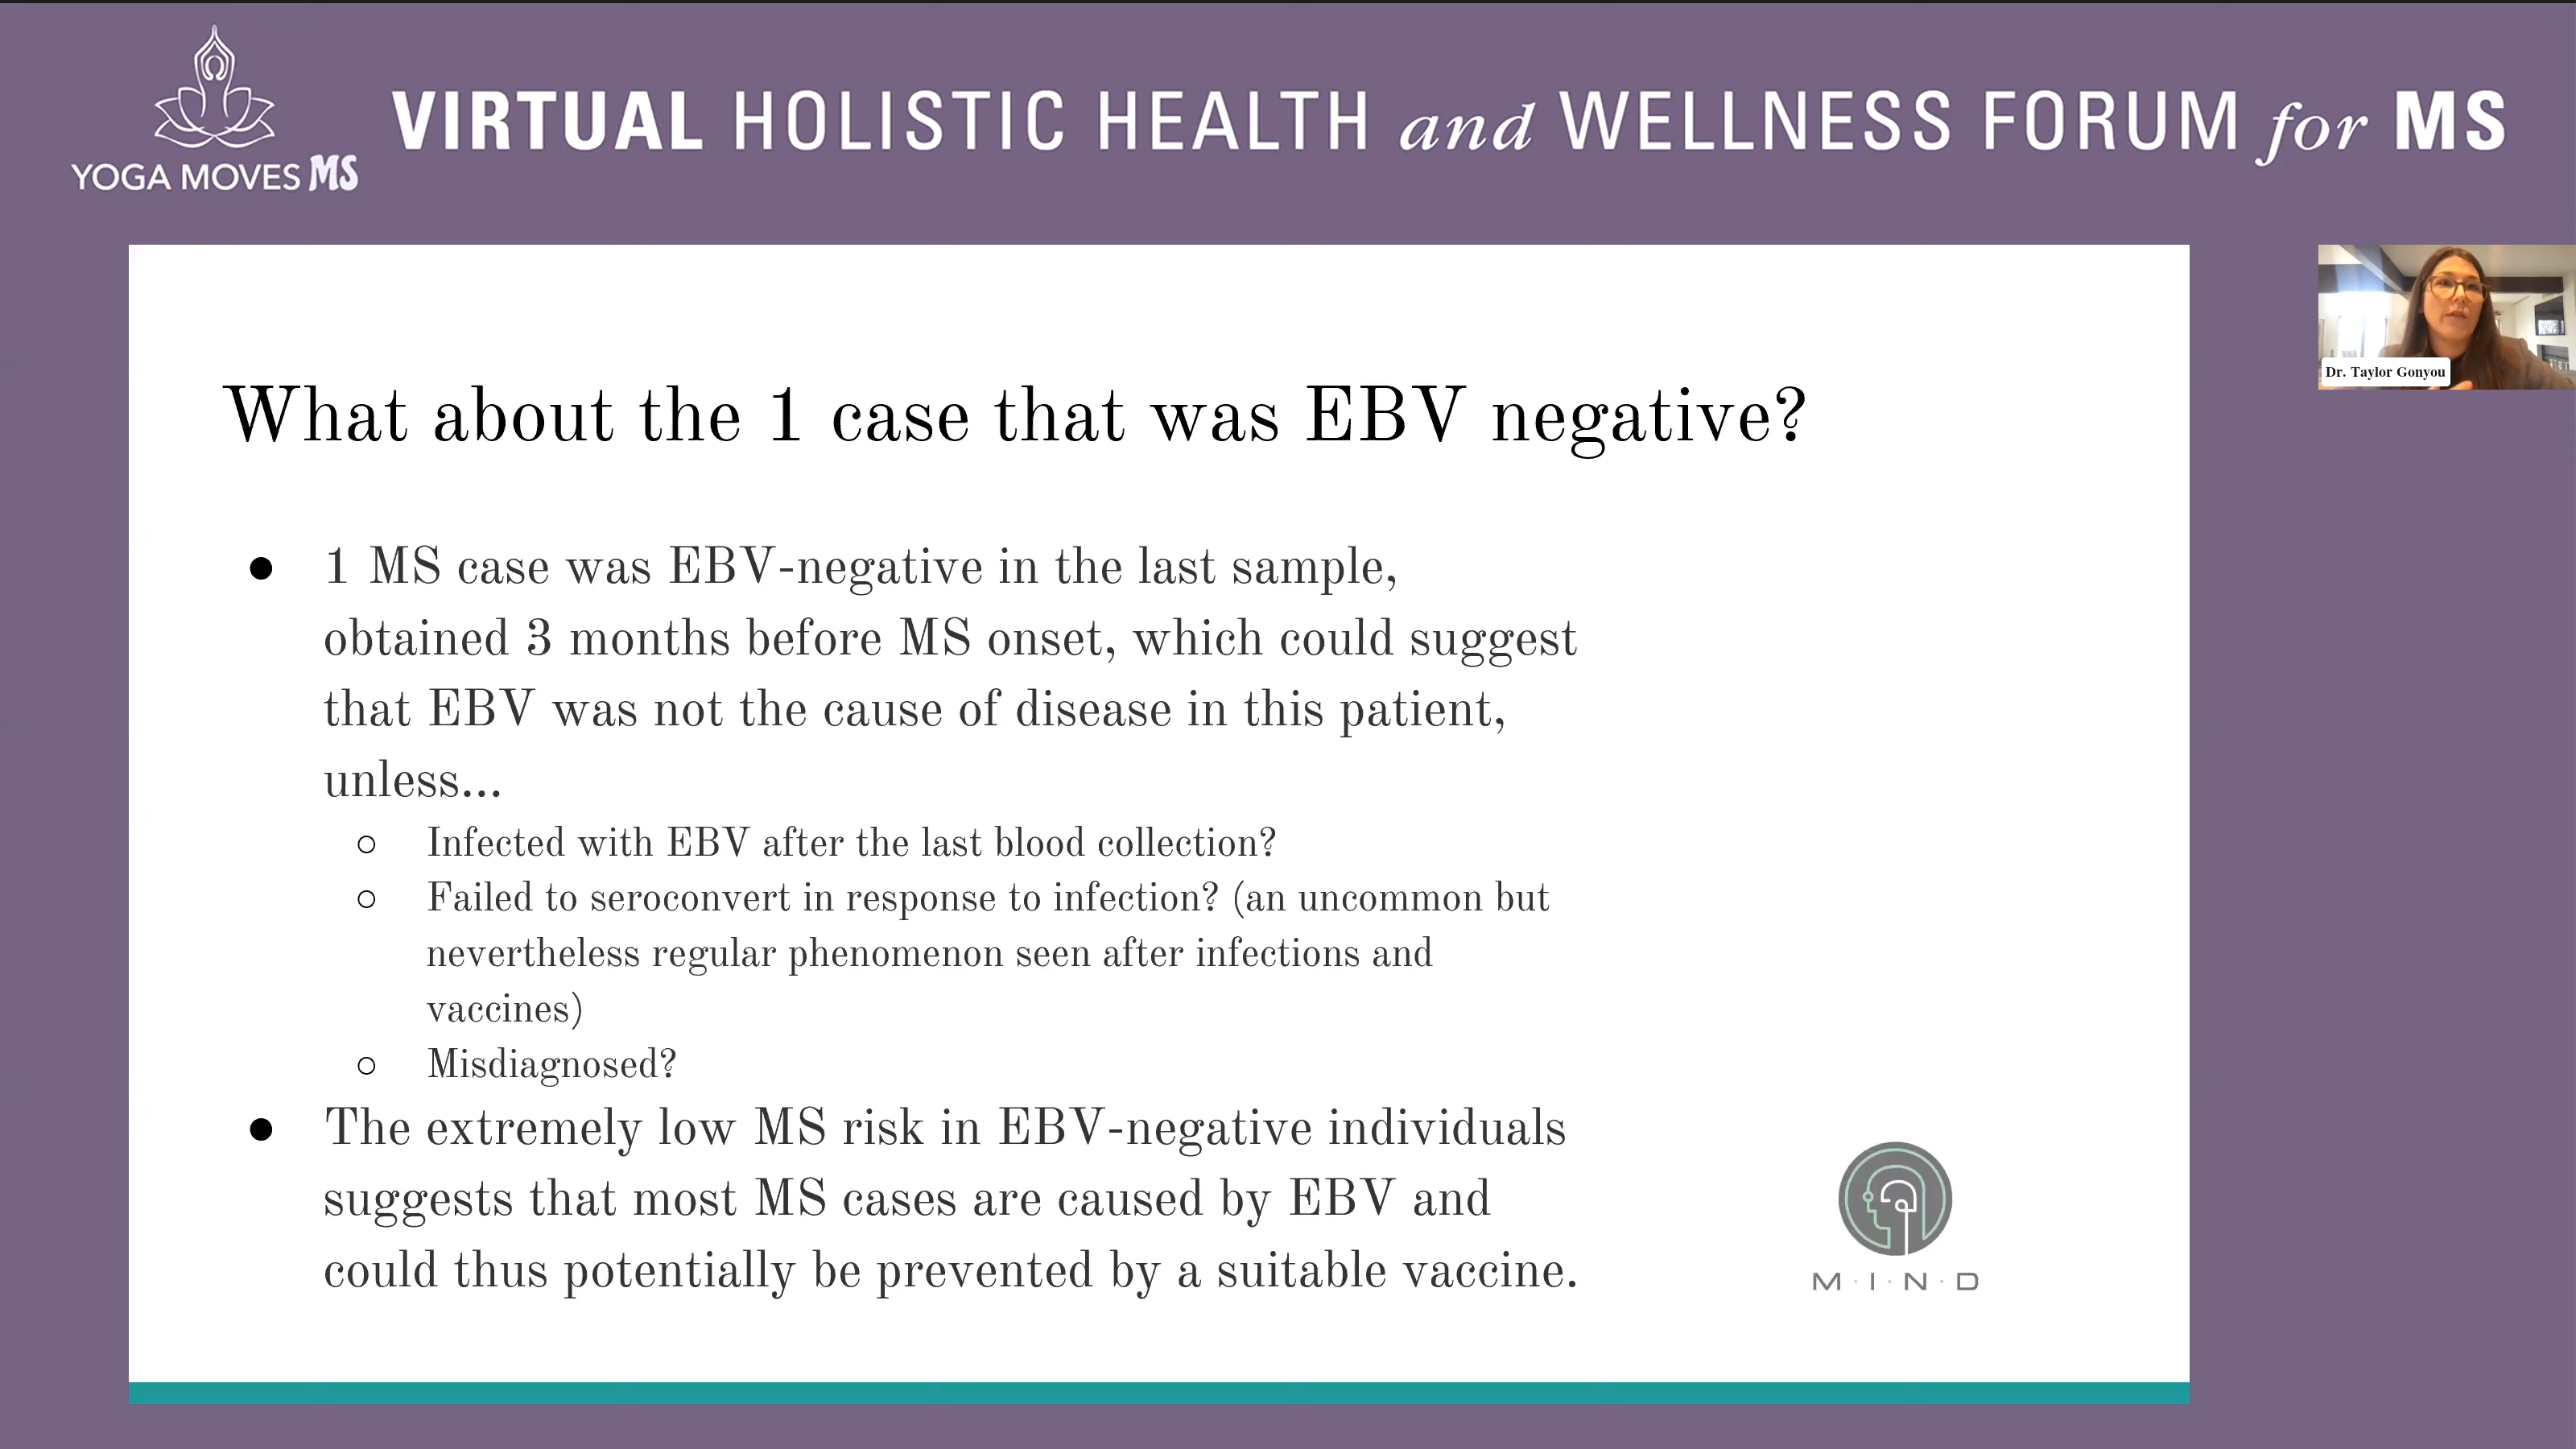 VIRTUAL HOLISTIC HEALTH and WELLNESS FORUM for MS
YOGA MOVES MS
Dr. Taylor Gonyou
What about the 1 case that was EBV negative?
● 1 MS case was EBV-negative in the last sample,
obtained 3 months before MS onset, which could suggest
that EBV was not the cause of disease in this patient,
unless...
○ Infected with EBV after the last blood collection?
○ Failed to seroconvert in response to infection? (an uncommon but
nevertheless regular phenomenon seen after infections and
vaccines)
○ Misdiagnosed?
● The extremely low MS risk in EBV-negative individuals
suggests that most MS cases are caused by EBV and
could thus potentially be prevented by a suitable vaccine.
M·I·N·D